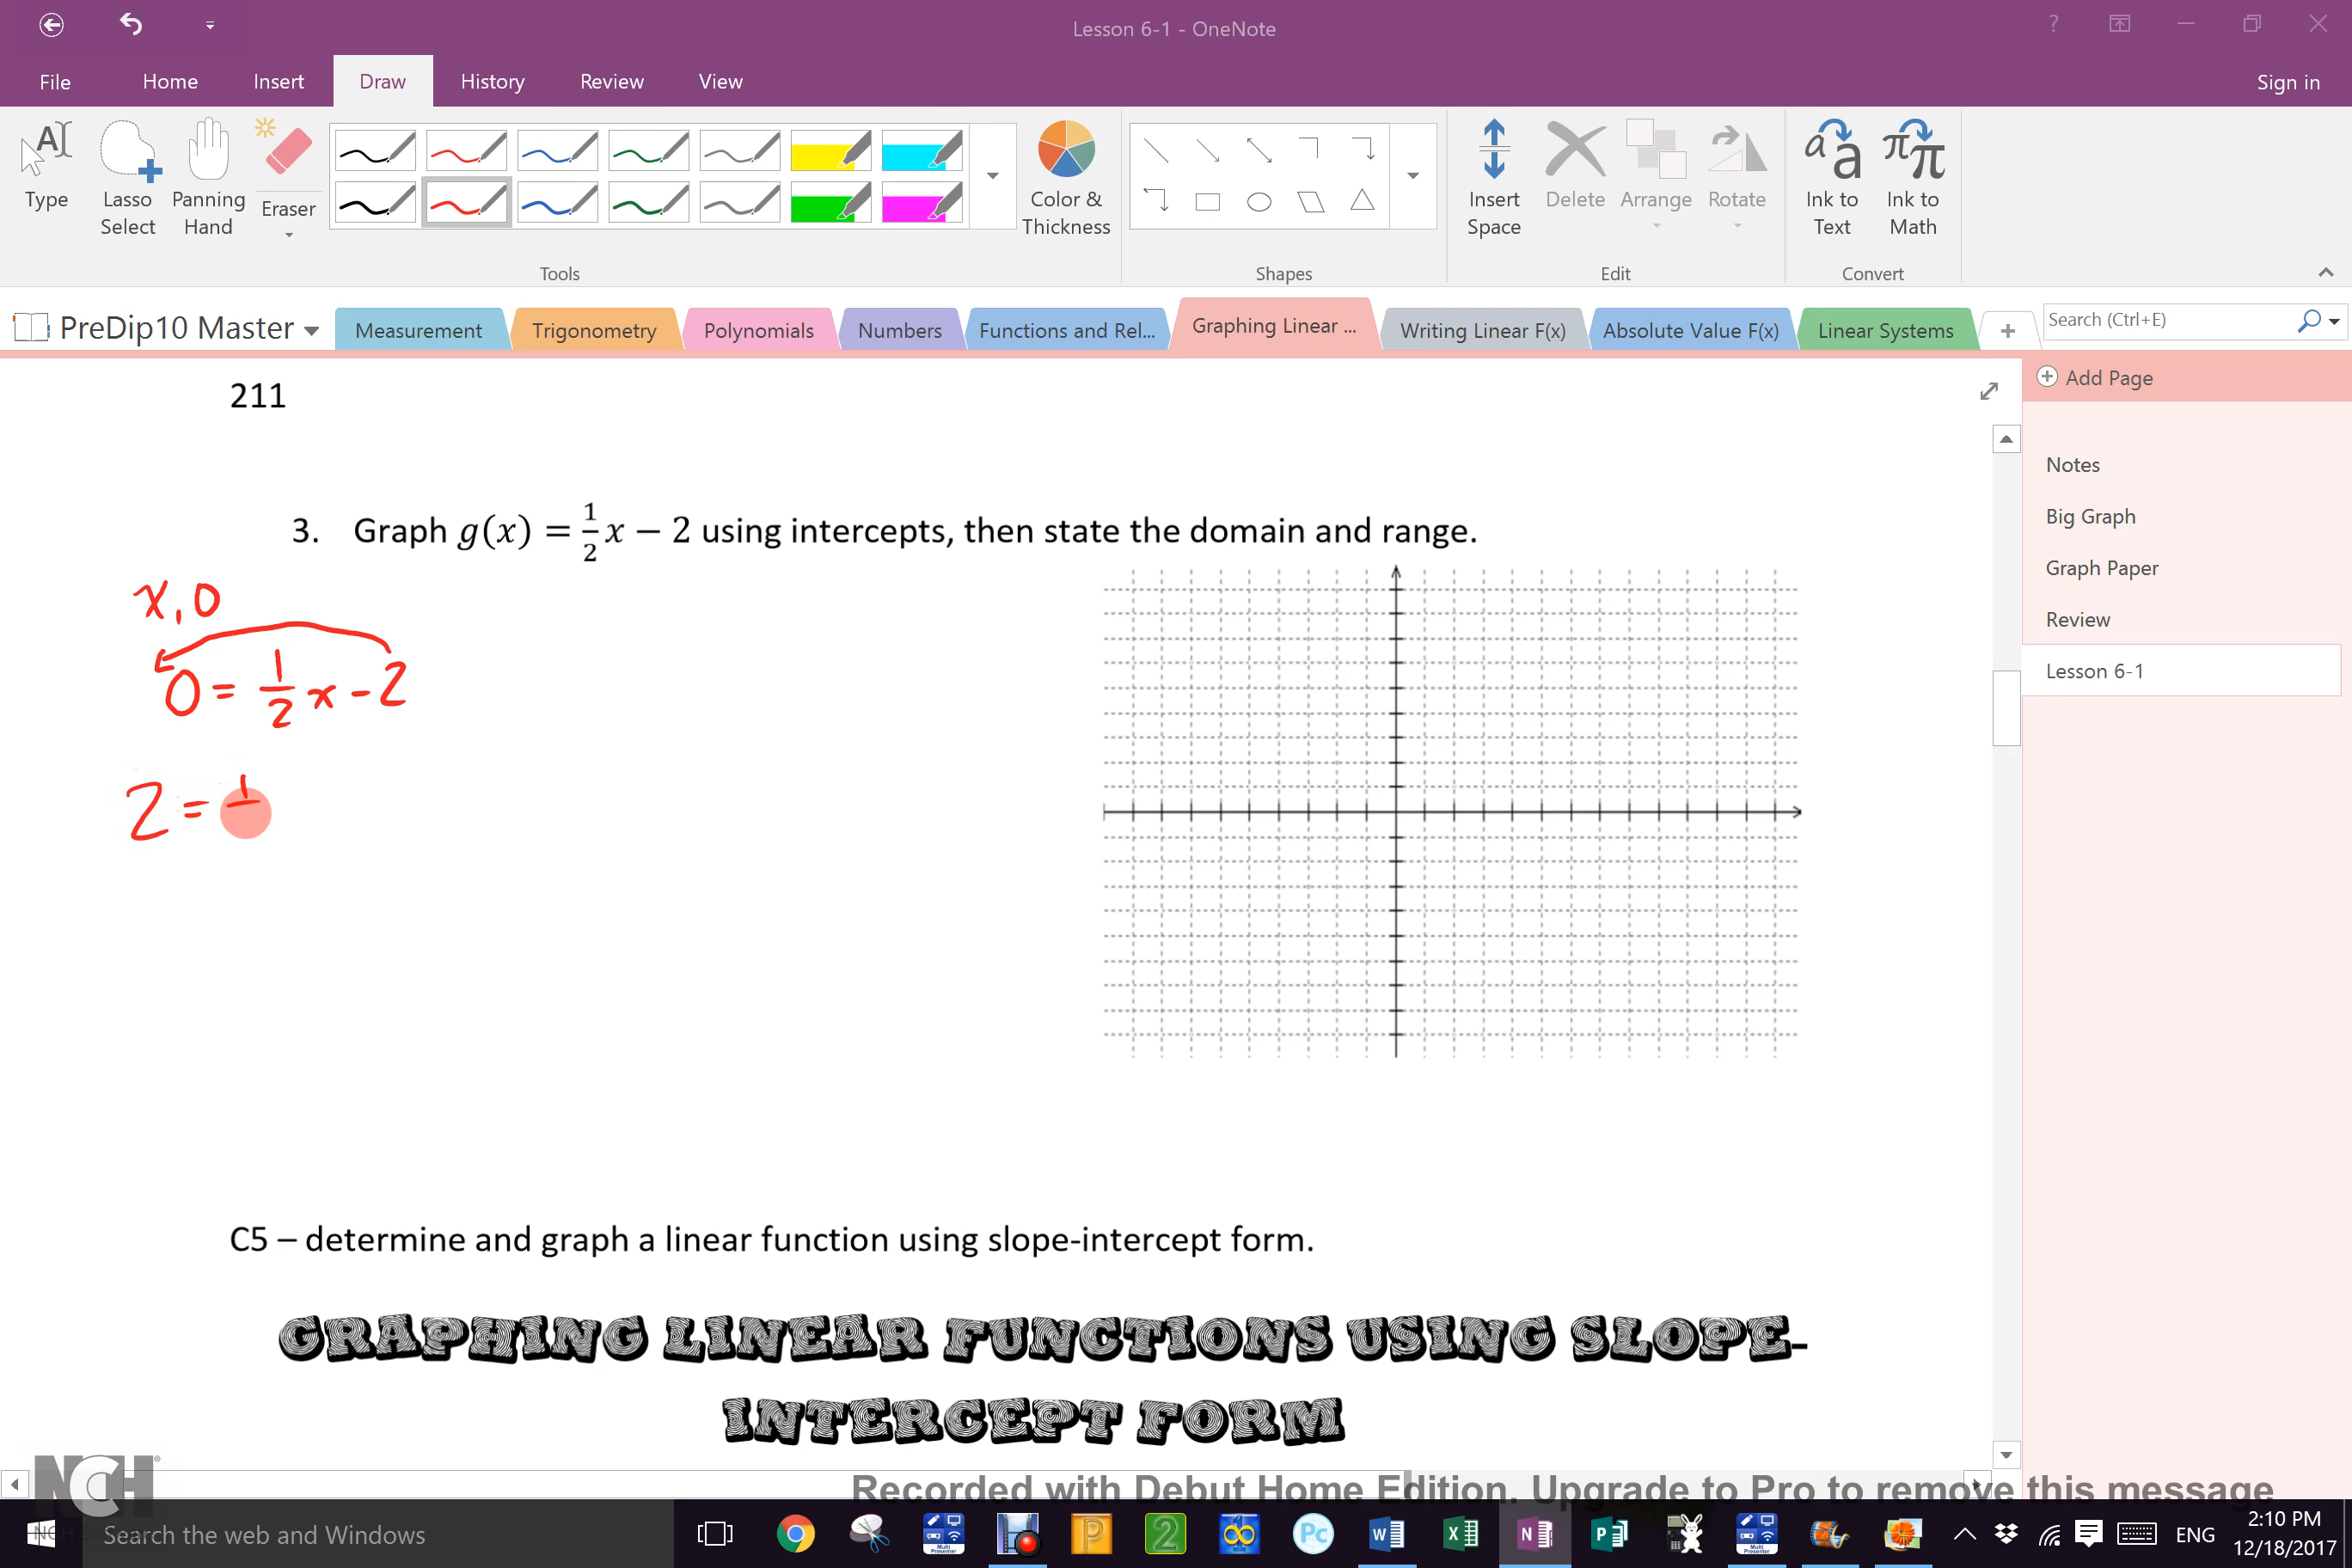 Lesson 6-1 - OneNote
?
File Home Insert Draw History Review View Sign in
Type
Lasso Select
Panning Hand
Eraser
Color & Thickness
Insert Space
Delete
Arrange
Rotate
Ink to Text
Ink to Math
Tools Shapes Edit Convert
PreDip10 Master
Measurement Trigonometry Polynomials Numbers Functions and Rel... Graphing Linear ... Writing Linear F(x) Absolute Value F(x) Linear Systems + Search (Ctrl+E)
Add Page
Notes
Big Graph
Graph Paper
Review
Lesson 6-1
211
3. Graph g(x) = 1/2 x − 2 using intercepts, then state the domain and range.
x, 0
0 = 1/2 x - 2
2 = 1
C5 – determine and graph a linear function using slope-intercept form.
GRAPHING LINEAR FUNCTIONS USING SLOPE-
INTERCEPT FORM
NCH
Recorded with Debut Home Edition. Upgrade to Pro to remove this message
Search the web and Windows
ENG
2:10 PM
12/18/2017